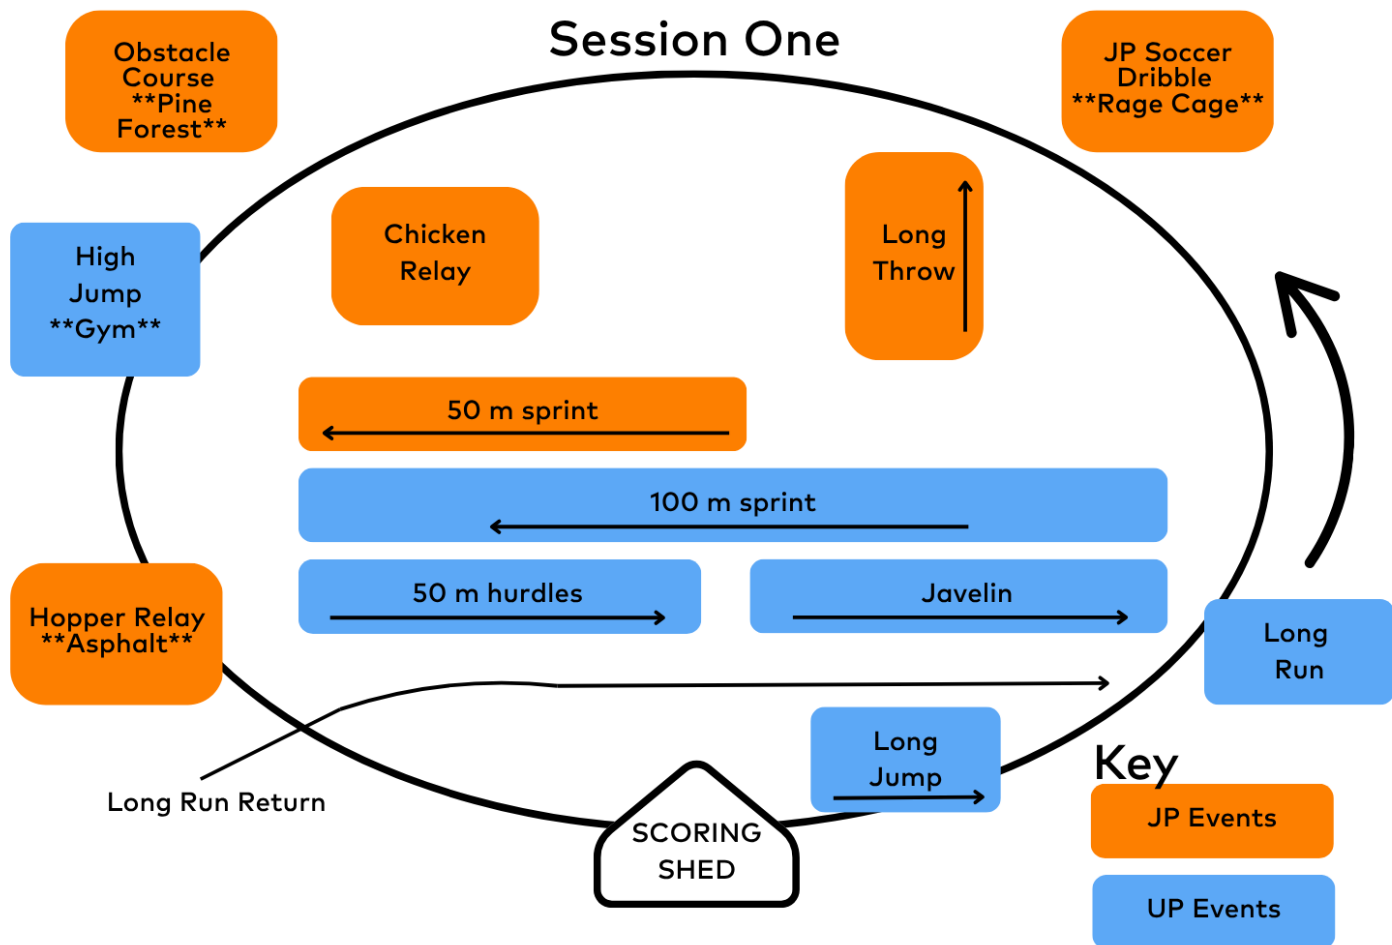 Session One
Obstacle
Course
**Pine
Forest**
JP Soccer
Dribble
**Rage Cage**
High
Jump
**Gym**
Chicken
Relay
Long
Throw
50 m sprint
100 m sprint
50 m hurdles
Javelin
Hopper Relay
**Asphalt**
Long
Run
Long Run Return
Long
Jump
SCORING
SHED
Key
JP Events
UP Events